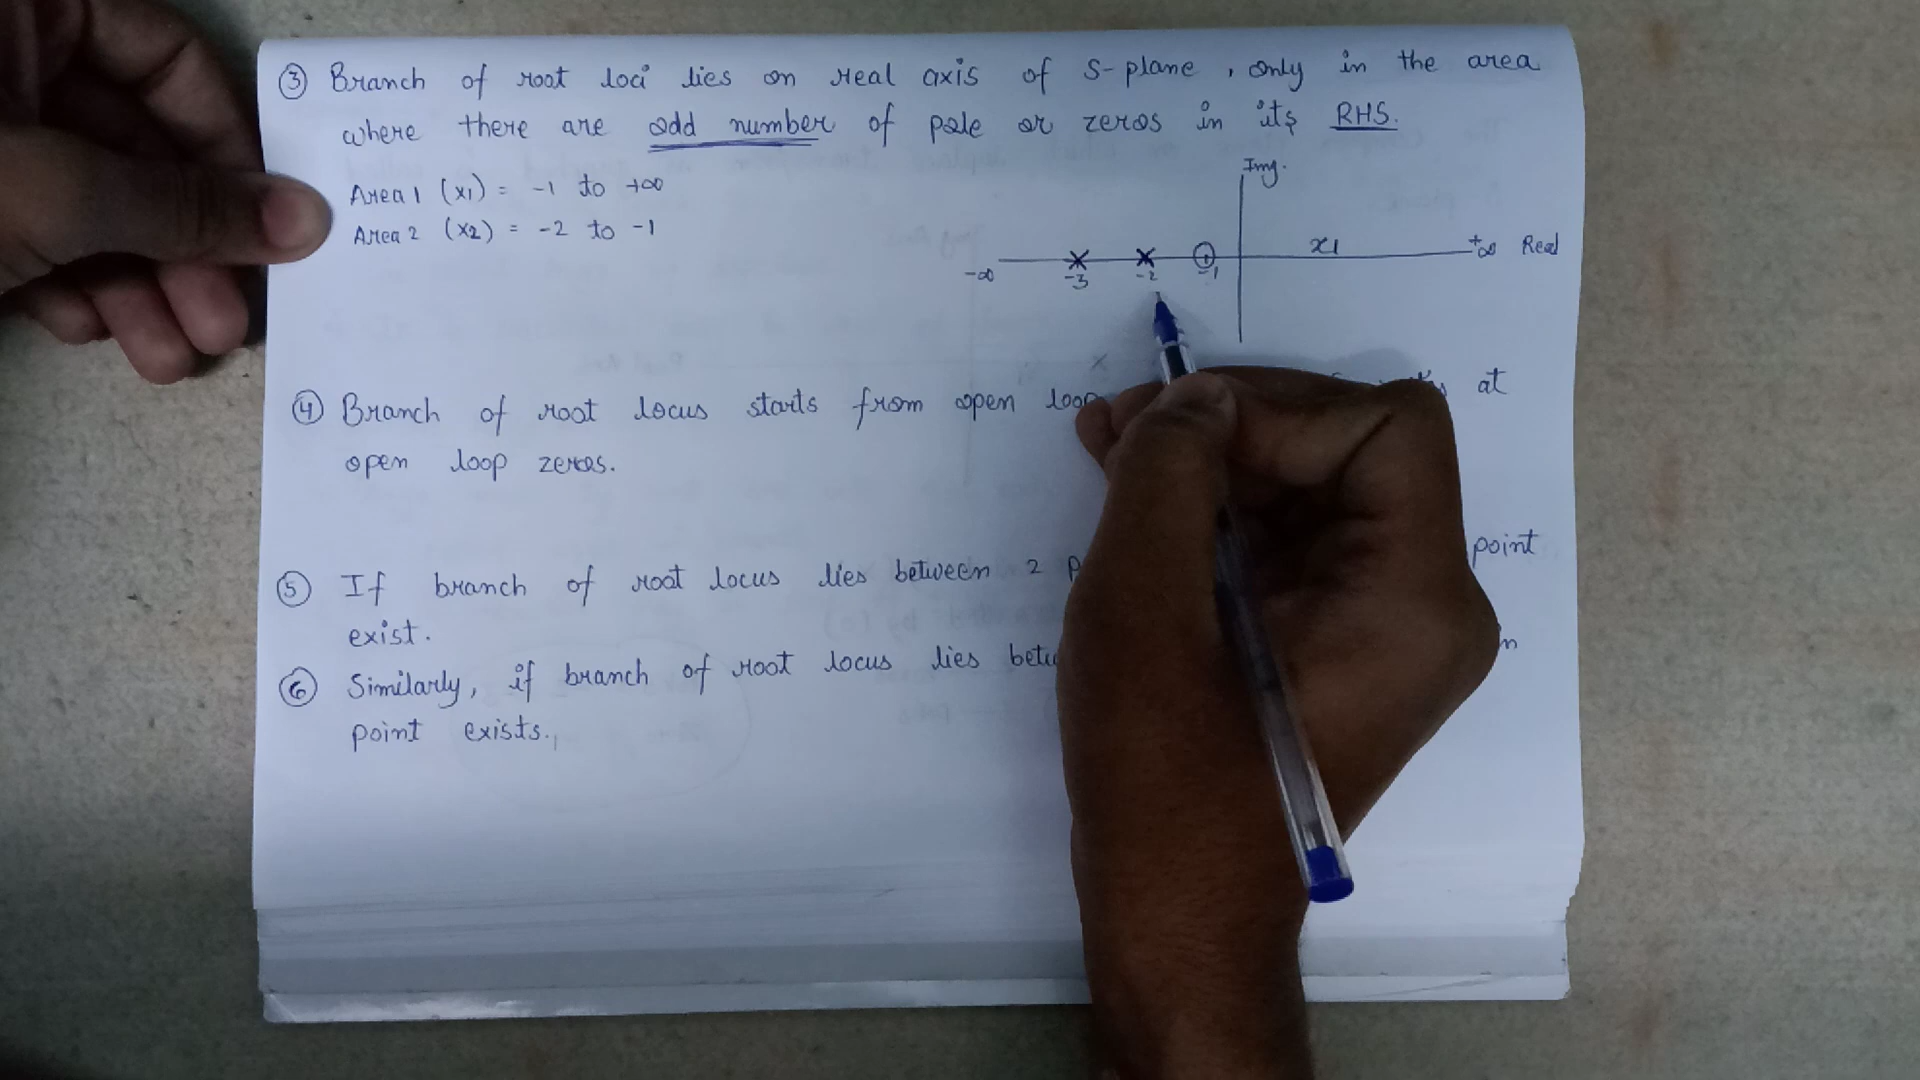 ③ Branch of root loci lies on real axis of S-plane, only in the area
where there are odd number of pole or zeros in its RHS.
Area 1 (x1) = -1 to +∞
Area 2 (x2) = -2 to -1
Img.
x1
-∞
+∞ Real
-3 -2 -1
④ Branch of root locus starts from open loop at
open loop zeros.
⑤ If branch of root locus lies between 2 point
exist.
⑥ Similarly, if branch of root locus lies
point exists.